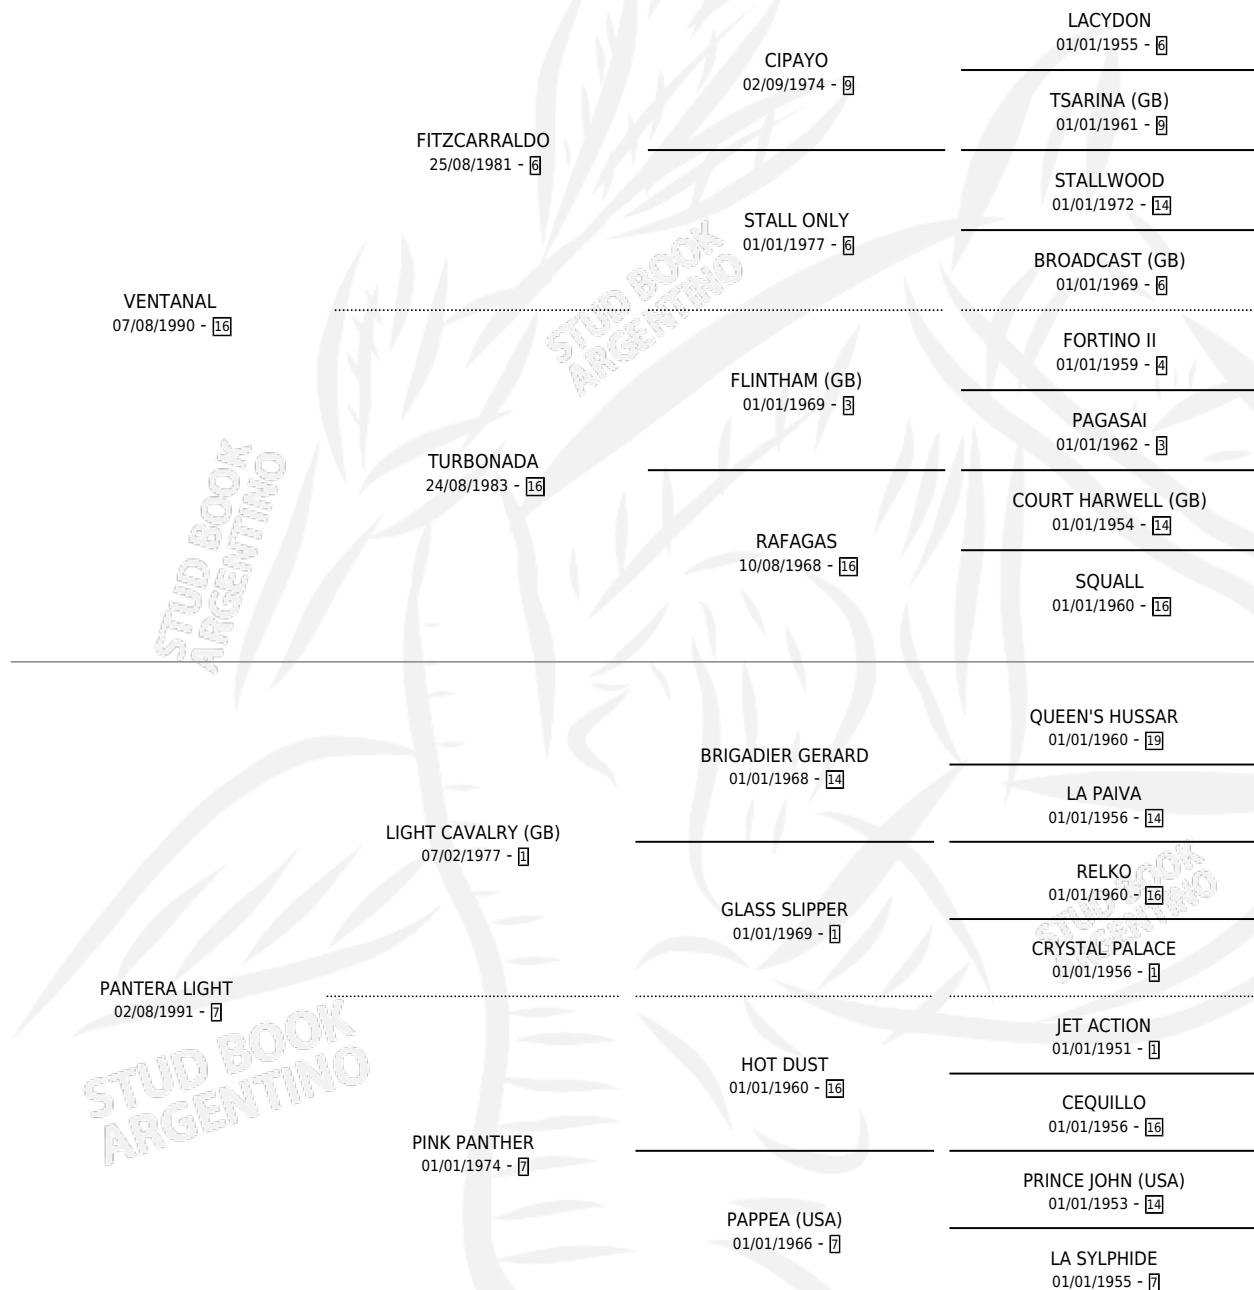 LACYDON
01/01/1955 - 6
CIPAYO
02/09/1974 - 9
TSARINA (GB)
01/01/1961 - 9
FITZCARRALDO
25/08/1981 - 6
STALLWOOD
01/01/1972 - 14
STALL ONLY
01/01/1977 - 6
BROADCAST (GB)
01/01/1969 - 6
VENTANAL
07/08/1990 - 16
STUD BOOK
ARGENTINO
FORTINO II
01/01/1959 - 4
FLINTHAM (GB)
01/01/1969 - 3
PAGASAI
01/01/1962 - 3
TURBONADA
24/08/1983 - 16
COURT HARWELL (GB)
01/01/1954 - 14
RAFAGAS
10/08/1968 - 16
SQUALL
01/01/1960 - 16
STUD BOOK
ARGENTINO
QUEEN'S HUSSAR
01/01/1960 - 19
BRIGADIER GERARD
01/01/1968 - 14
LA PAIVA
01/01/1956 - 14
LIGHT CAVALRY (GB)
07/02/1977 - 1
RELKO
01/01/1960 - 16
GLASS SLIPPER
01/01/1969 - 1
CRYSTAL PALACE
01/01/1956 - 1
STUD BOOK
ARGENTINO
PANTERA LIGHT
02/08/1991 - 7
JET ACTION
01/01/1951 - 1
HOT DUST
01/01/1960 - 16
CEQUILLO
01/01/1956 - 16
STUD BOOK
ARGENTINO
PINK PANTHER
01/01/1974 - 7
PRINCE JOHN (USA)
01/01/1953 - 14
PAPPEA (USA)
01/01/1966 - 7
LA SYLPHIDE
01/01/1955 - 7